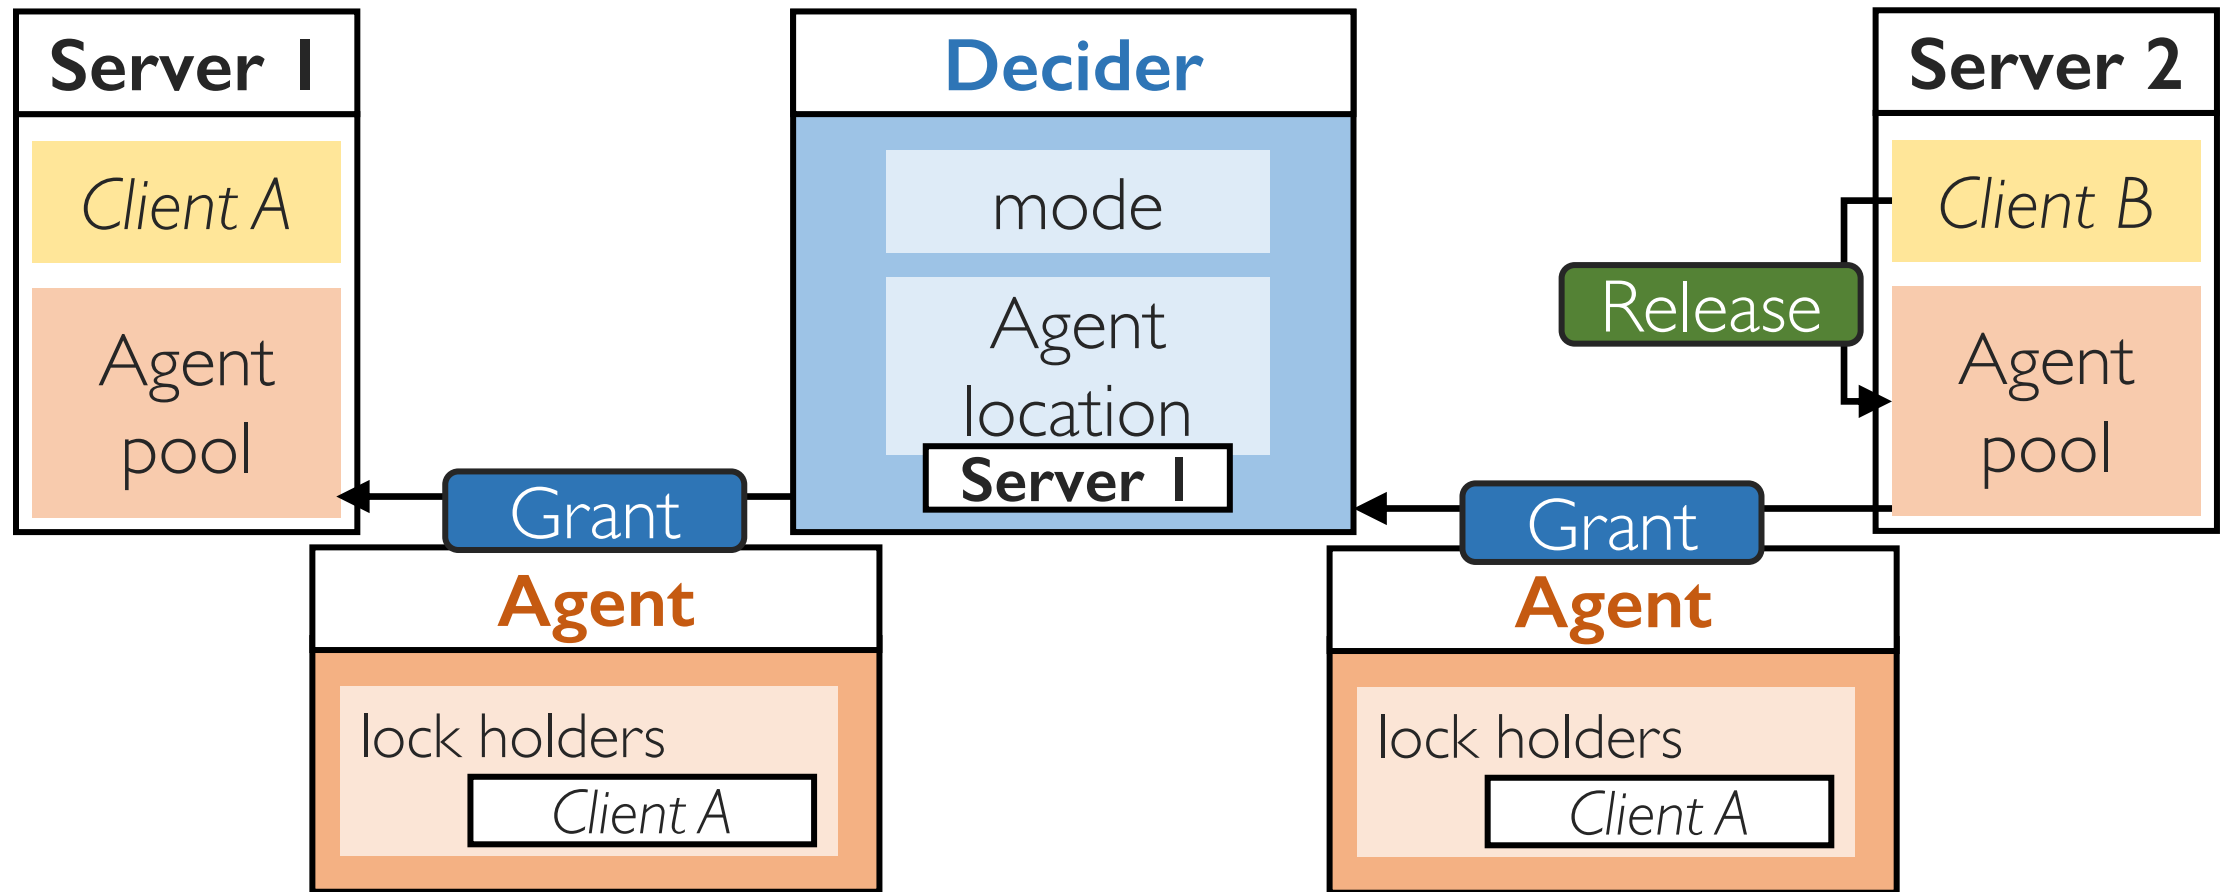 Server 1
Client A
Agent
pool
Decider
mode
Agent
location
Server 1
Server 2
Client B
Release
Agent
pool
Grant
Agent
lock holders
Client A
Grant
Agent
lock holders
Client A